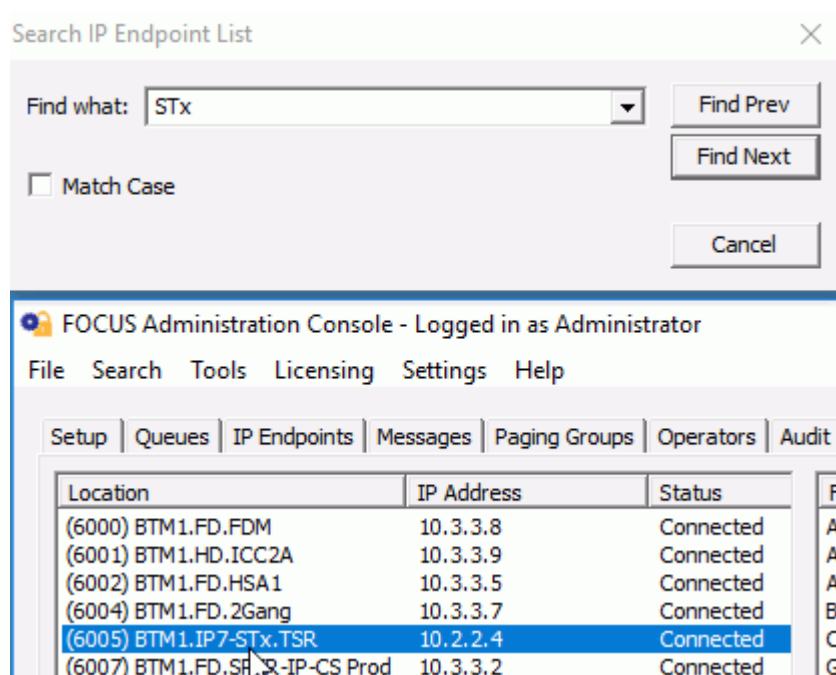 Search IP Endpoint List
Find what: STx
Find Prev
Find Next
Match Case
Cancel
FOCUS Administration Console - Logged in as Administrator
File Search Tools Licensing Settings Help
Setup Queues IP Endpoints Messages Paging Groups Operators Audit
Location IP Address Status
(6000) BTM1.FD.FDM 10.3.3.8 Connected
(6001) BTM1.HD.ICC2A 10.3.3.9 Connected
(6002) BTM1.FD.HSA1 10.3.3.5 Connected
(6004) BTM1.FD.2Gang 10.3.3.7 Connected
(6005) BTM1.IP7-STx.TSR 10.2.2.4 Connected
(6007) Prod 10.3.3.2 Connected